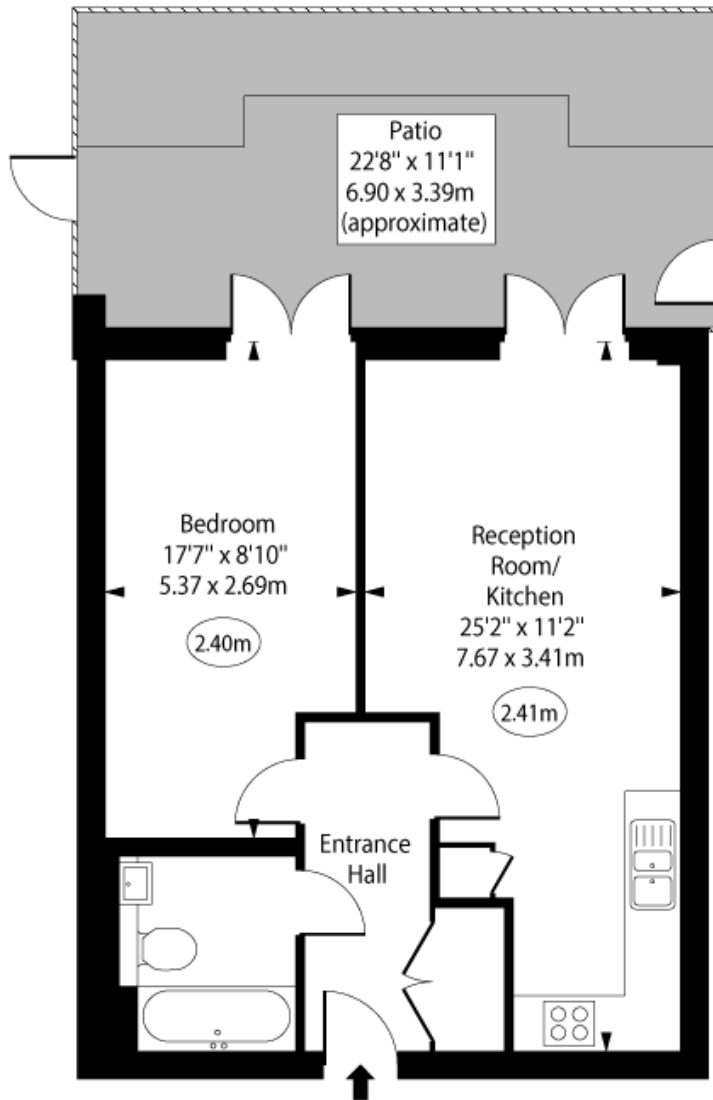 Patio
22'8" x 11'1"
6.90 x 3.39m
(approximate)
Bedroom
17'7" x 8'10"
5.37 x 2.69m
2.40m
Reception
Room/
Kitchen
25'2" x 11'2"
7.67 x 3.41m
2.41m
Entrance
Hall